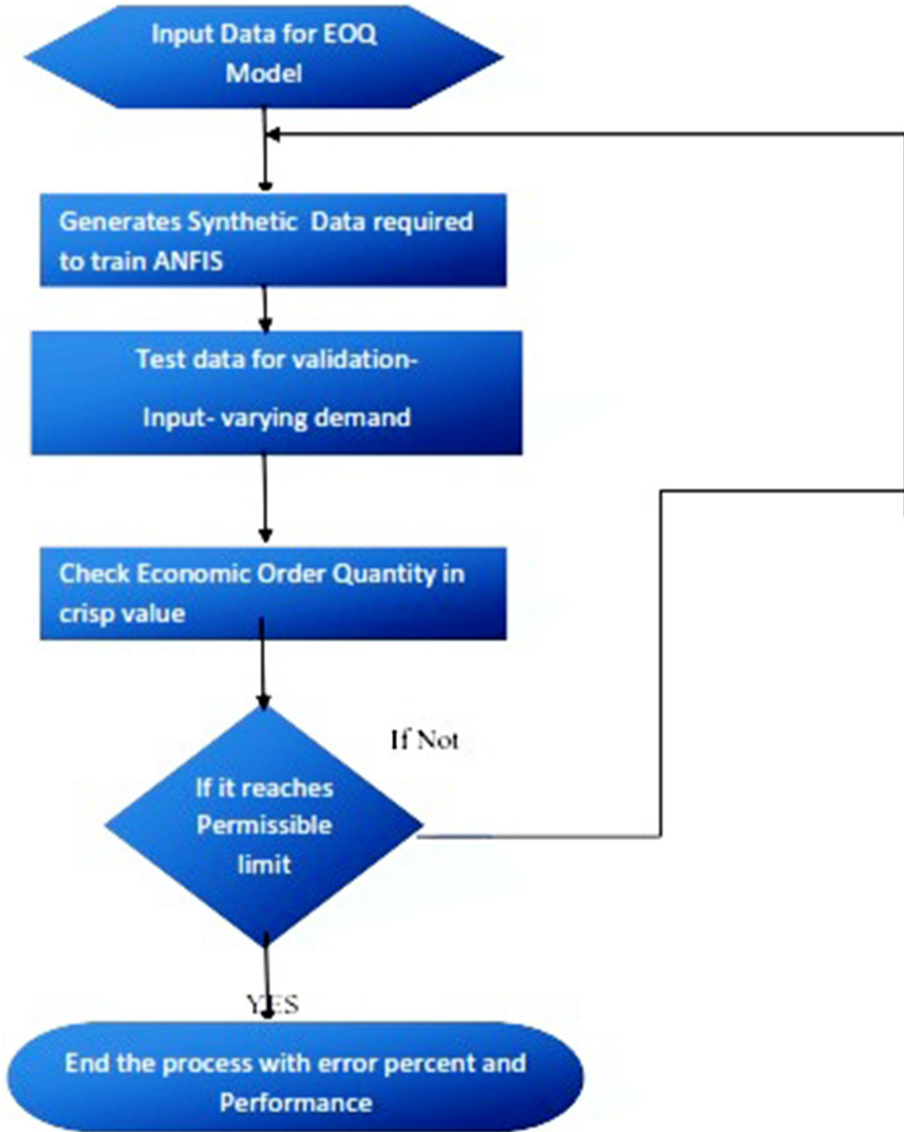 Input Data for EOQ
Model
Generates Synthetic Data required
to train ANFIS
Test data for validation-
Input- varying demand
Check Economic Order Quantity in
crisp value
If Not
If it reaches
Permissible
limit
YES
End the process with error percent and
Performance